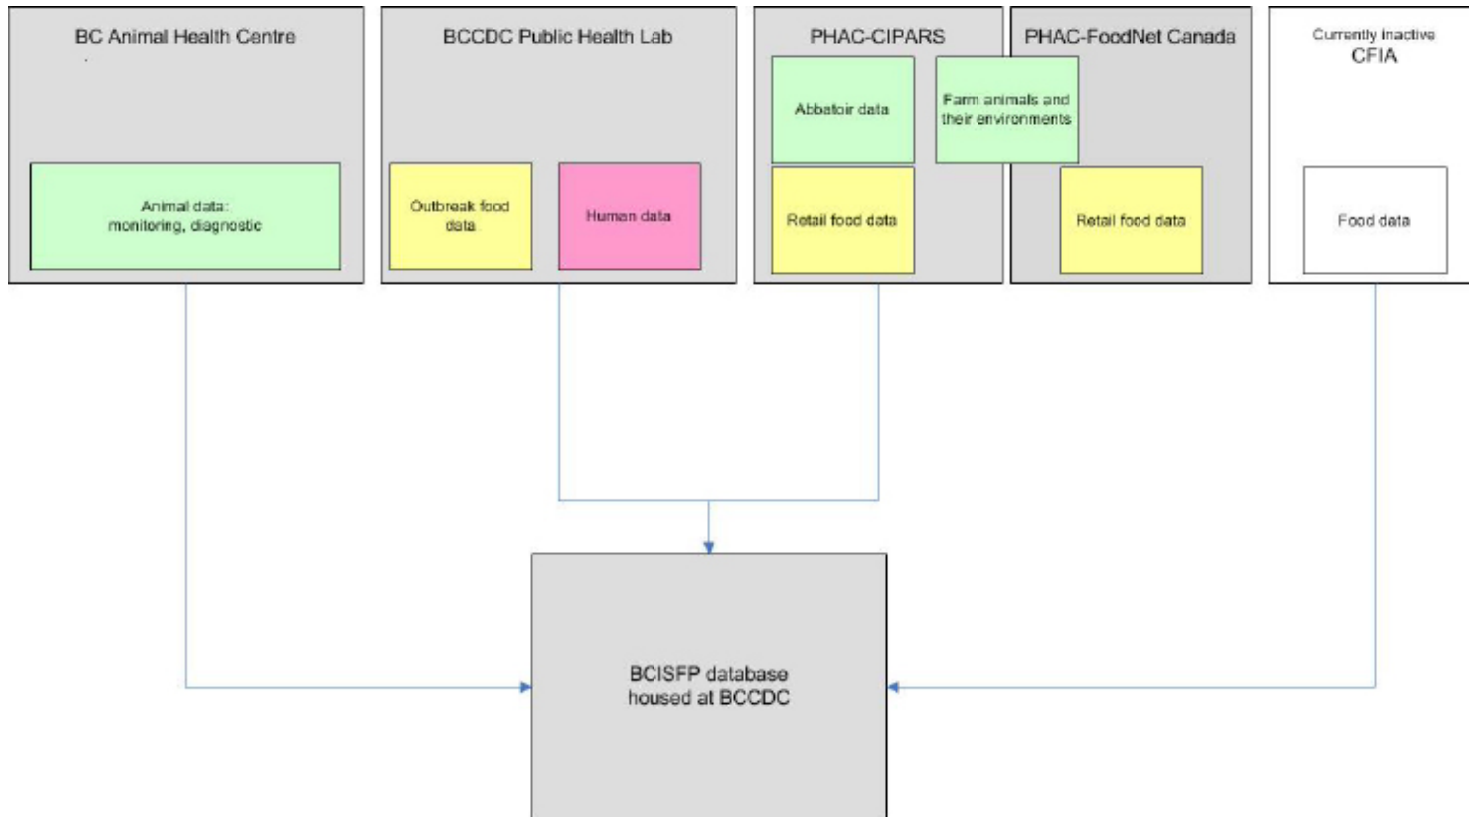 BC Animal Health Centre
BCCDC Public Health Lab
PHAC-CIPARS
PHAC-FoodNet Canada
Currently inactive
CFIA
Abbatoir data
Farm animals and
their environments
Animal data:
monitoring, diagnostic
Outbreak food
data
Human data
Retail food data
Retail food data
Food data
BCISFP database
housed at BCCDC